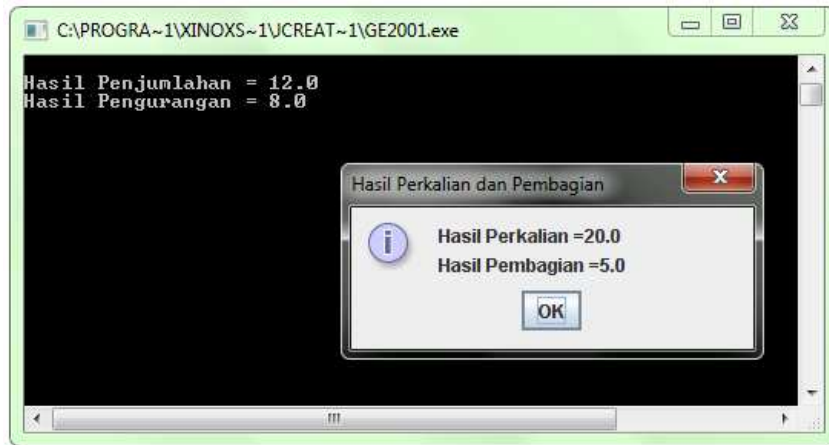 C:\PROGRA~1\XINOXS~1\JCREAT~1\GE2001.exe
Hasil Penjumlahan = 12.0
Hasil Pengurangan = 8.0
Hasil Perkalian dan Pembagian
Hasil Perkalian =20.0
Hasil Pembagian =5.0
OK